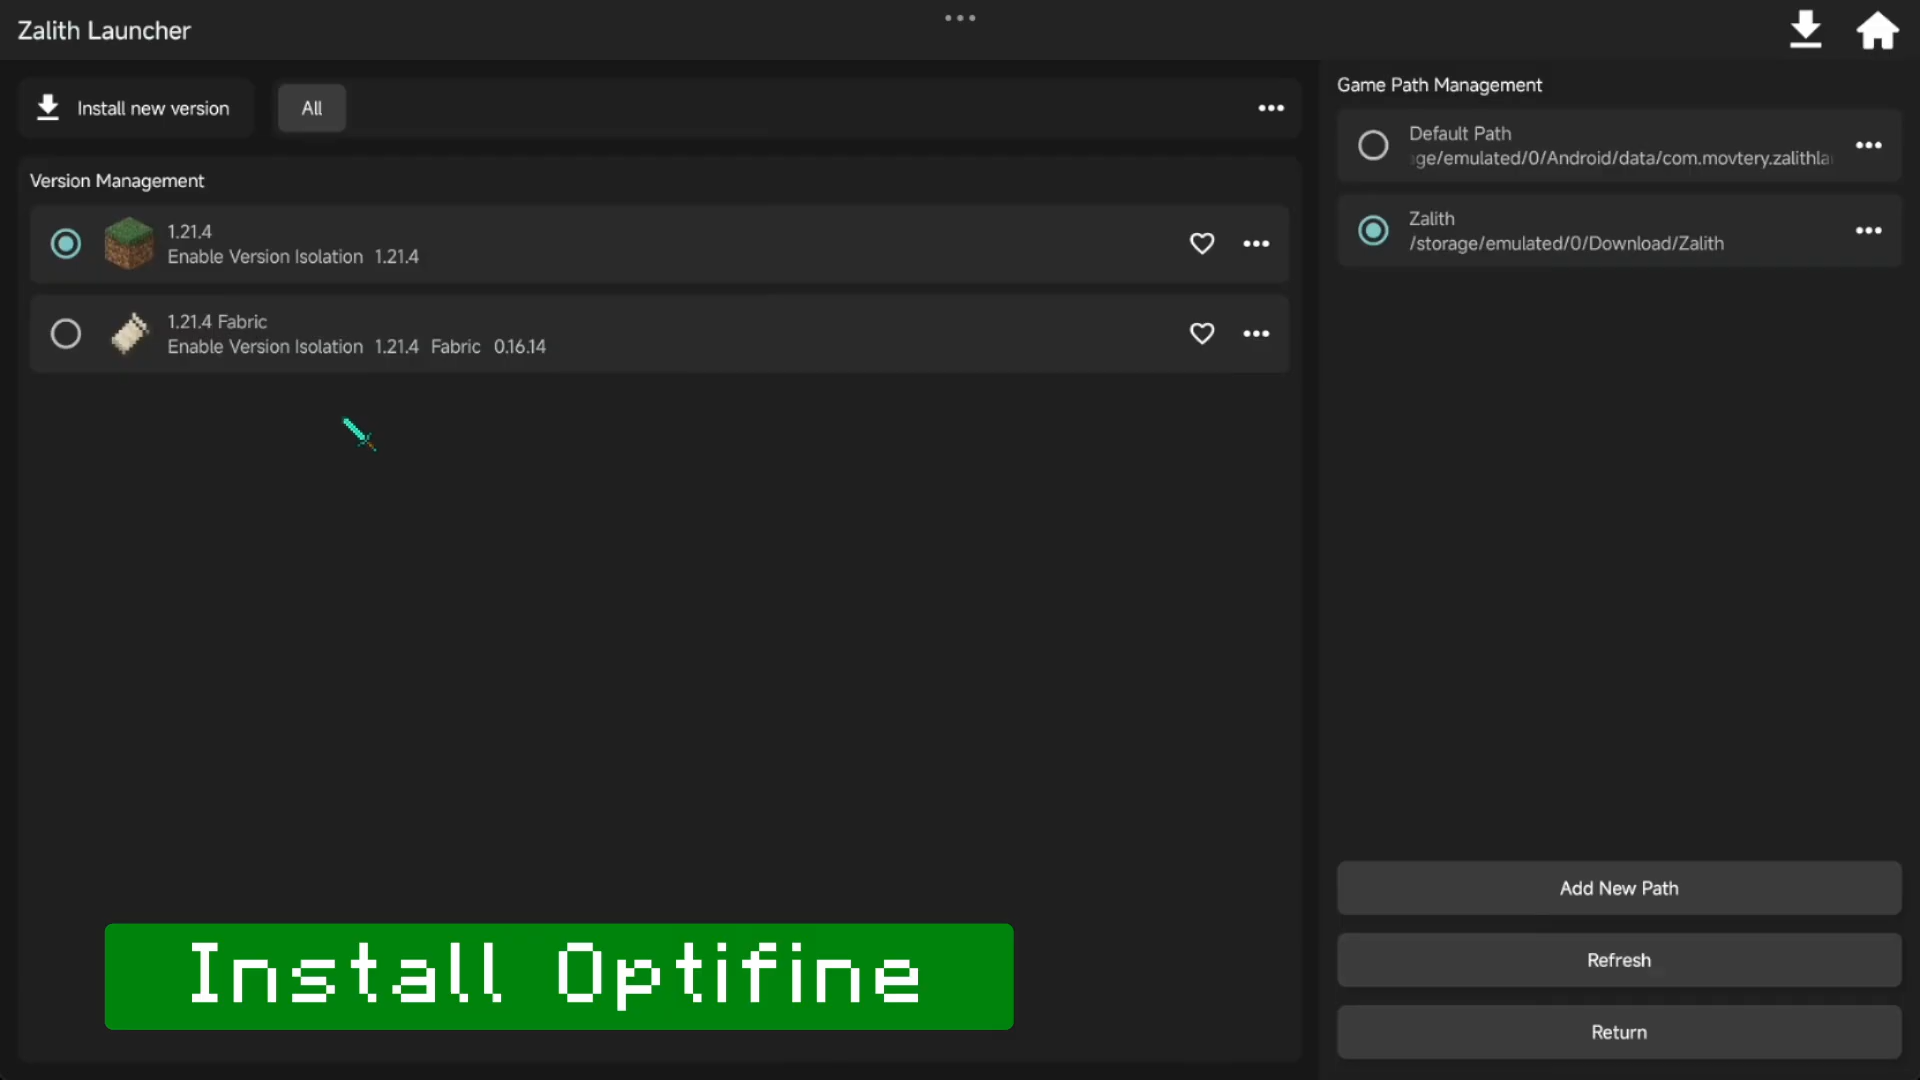 Zalith Launcher
Install new version
All
Version Management
1.21.4
Enable Version Isolation 1.21.4
1.21.4 Fabric
Enable Version Isolation 1.21.4 Fabric 0.16.14
Install Optifine
Game Path Management
Default Path
ge/emulated/0/Android/data/com.movtery.zalithla
Zalith
/storage/emulated/0/Download/Zalith
Add New Path
Refresh
Return